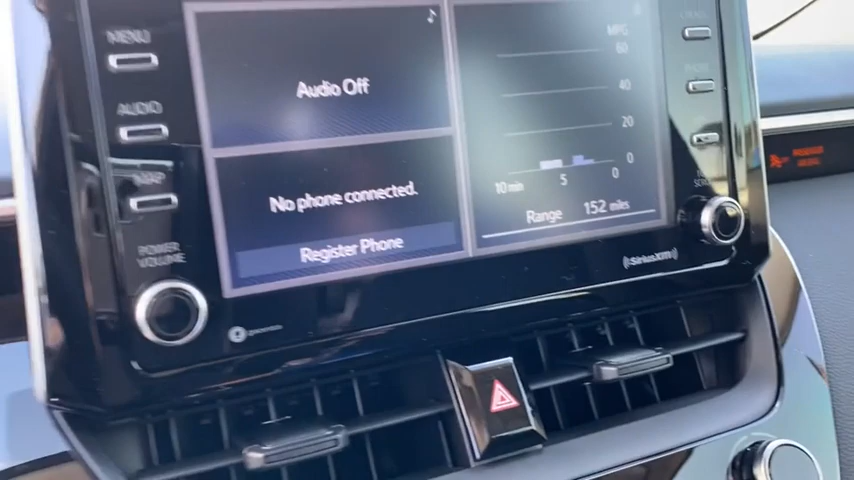 MENU
AUDIO
MAP
POWER
VOLUME
Audio Off
No phone connected.
Register Phone
MPG
60
40
20
0
10 min
5
0
Range
152 miles
((SiriusXM))
PASSENGER